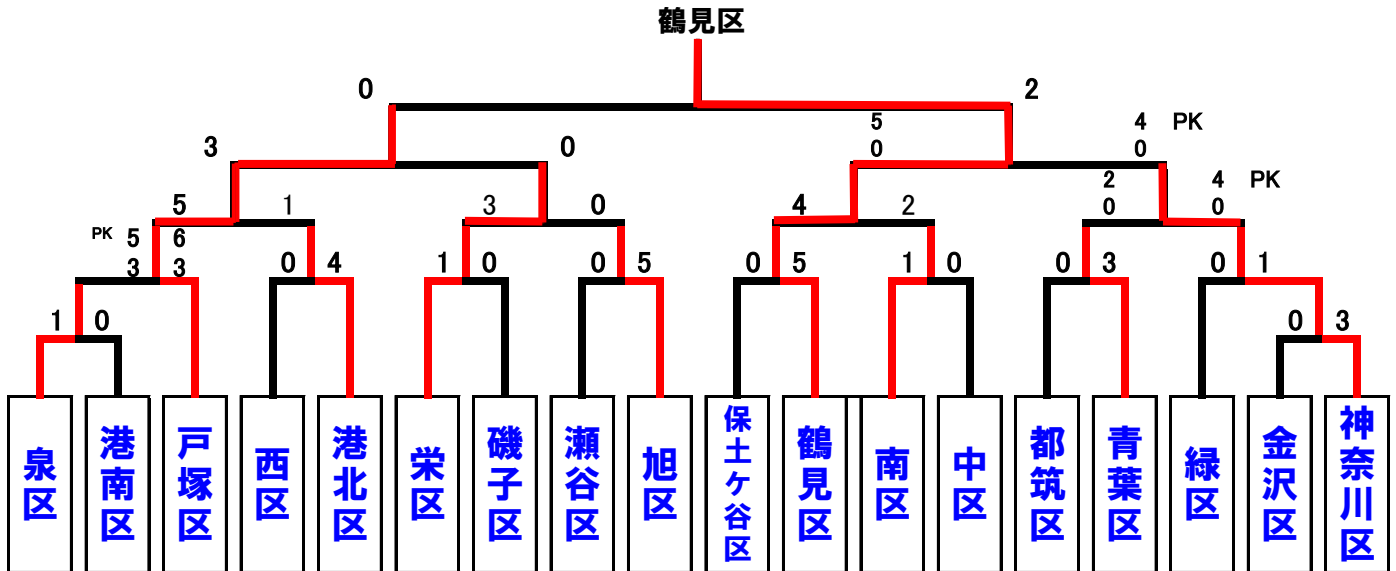 鶴見区
0 2
5 4 PK
3 0 0 0
2 4 PK
5 1 3 0 4 2 0 0
PK 5 6
3 3 0 4 1 0 0 5 0 5 1 0 0 3 0 1
1 0 0 3
泉区
港南区
戸塚区
西区
港北区
栄区
磯子区
瀬谷区
旭区
保土ケ谷区
鶴見区
南区
中区
都筑区
青葉区
緑区
金沢区
神奈川区